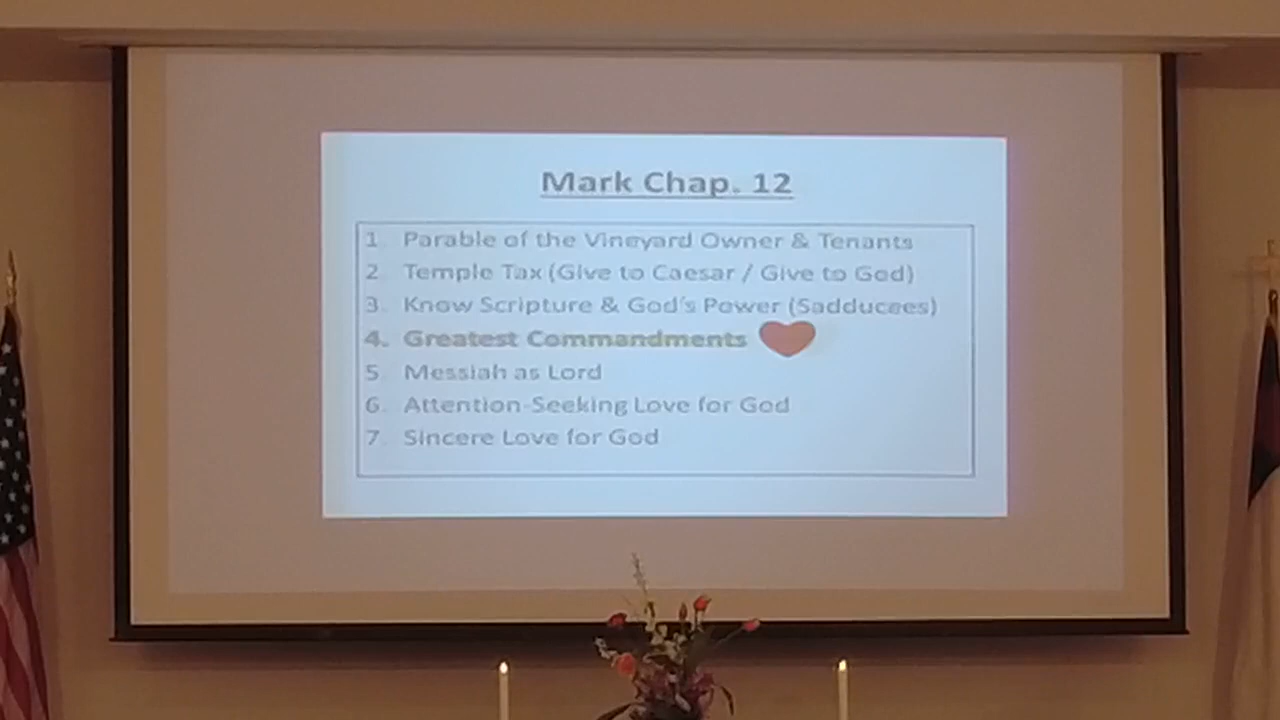 Mark Chap. 12
1. Parable of the Vineyard Owner & Tenants
2. Temple Tax (Give to Caesar / Give to God)
3. Know Scripture & God's Power (Sadducees)
4. Greatest Commandments
5. Messiah as Lord
6. Attention-Seeking Love for God
7. Sincere Love for God